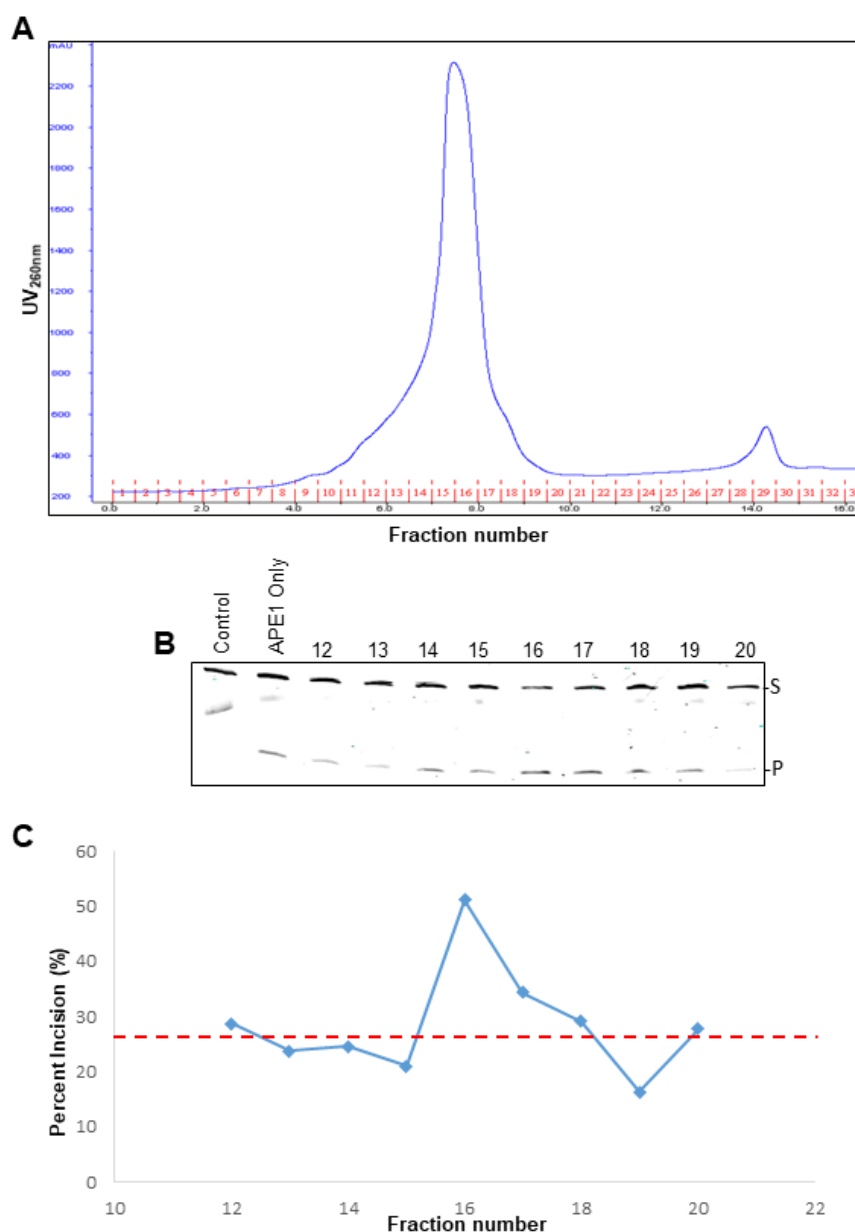 A
mAU
2200
2000
1800
1600
1400
1200
1000
800
600
400
200
UV260nm
1 2 3 4 5 6 7 8 9 10 11 12 13 14 15 16 17 18 19 20 21 22 23 24 25 26 27 28 29 30 31 32 3
0.0 2.0 4.0 6.0 8.0 10.0 12.0 14.0 16.0
Fraction number
B
Control APE1 Only 12 13 14 15 16 17 18 19 20
-S
-P
C
60
50
40
30
20
10
0
Percent Incision (%)
10 12 14 16 18 20 22
Fraction number